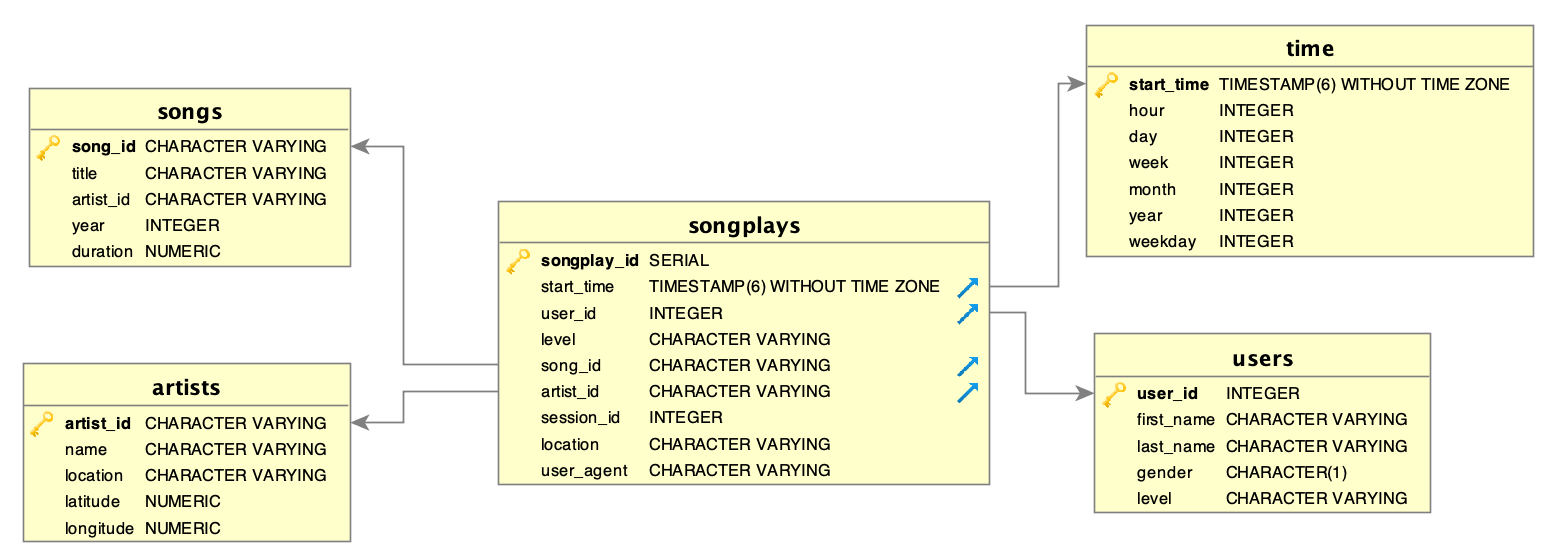 songs
song_id CHARACTER VARYING
title CHARACTER VARYING
artist_id CHARACTER VARYING
year INTEGER
duration NUMERIC
artists
artist_id CHARACTER VARYING
name CHARACTER VARYING
location CHARACTER VARYING
latitude NUMERIC
longitude NUMERIC
songplays
songplay_id SERIAL
start_time TIMESTAMP(6) WITHOUT TIME ZONE
user_id INTEGER
level CHARACTER VARYING
song_id CHARACTER VARYING
artist_id CHARACTER VARYING
session_id INTEGER
location CHARACTER VARYING
user_agent CHARACTER VARYING
time
start_time TIMESTAMP(6) WITHOUT TIME ZONE
hour INTEGER
day INTEGER
week INTEGER
month INTEGER
year INTEGER
weekday INTEGER
users
user_id INTEGER
first_name CHARACTER VARYING
last_name CHARACTER VARYING
gender CHARACTER(1)
level CHARACTER VARYING